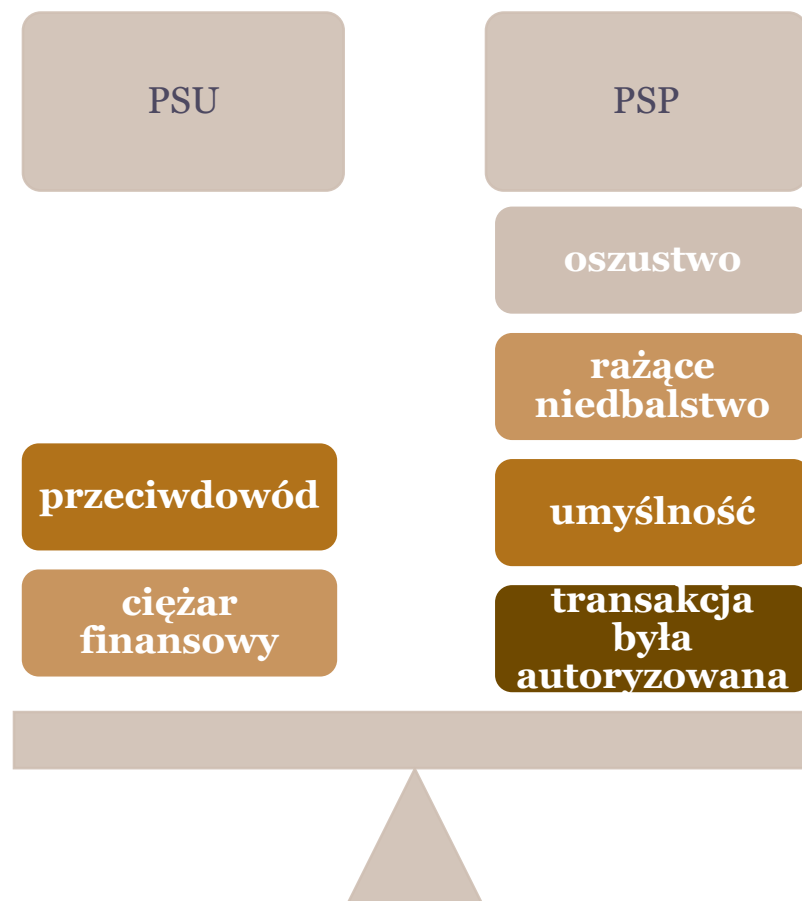 PSU
PSP
oszustwo
rażące
niedbalstwo
przeciwdowód
umyślność
ciężar
finansowy
transakcja
była
autoryzowana